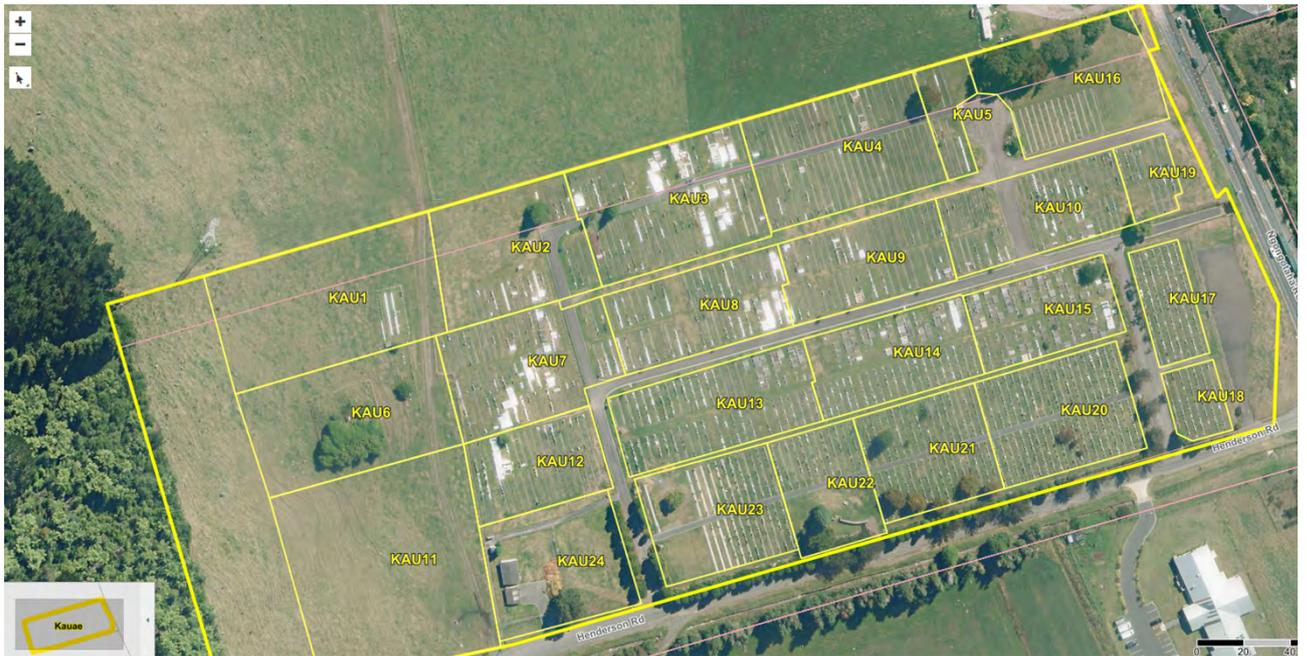 +
−
KAU16
KAU5
KAU4
KAU19
KAU3
KAU10
KAU2
KAU9
KAU1
KAU8
KAU17
KAU15
KAU14
KAU7
KAU18
KAU13
KAU20
KAU6
KAU21
KAU12
KAU22
KAU23
KAU11
KAU24
Henderson Rd
Henderson Rd
Kauae
0 20 40